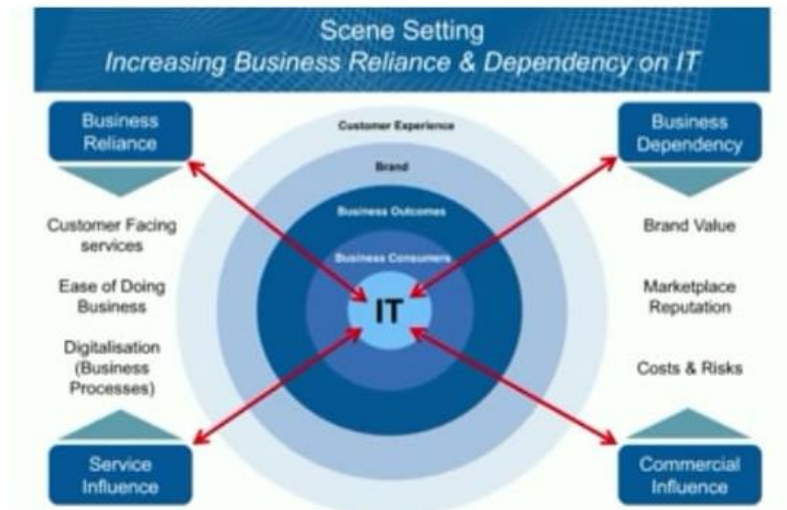 Scene Setting
Increasing Business Reliance & Dependency on IT
Business
Reliance
Customer Facing
services
Ease of Doing
Business
Digitalisation
(Business
Processes)
Service
Influence
Customer Experience
Brand
Business Outcomes
Business Consumers
IT
Business
Dependency
Brand Value
Marketplace
Reputation
Costs & Risks
Commercial
Influence